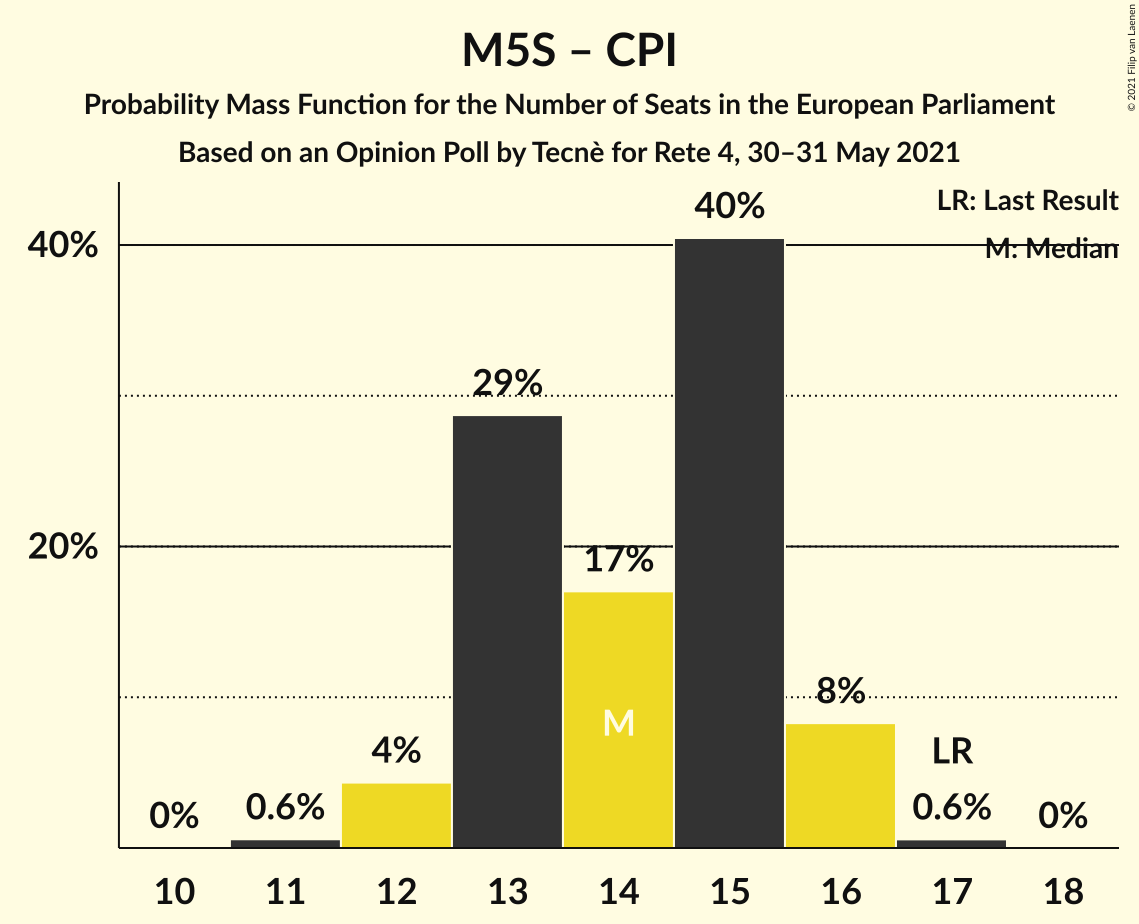 M5S – CPI
Probability Mass Function for the Number of Seats in the European Parliament
Based on an Opinion Poll by Tecnè for Rete 4, 30–31 May 2021
© 2021 Filip van Laenen
LR: Last Result
M: Median
40%
20%
0%
0.6%
4%
29%
17%
M
40%
8%
LR
0.6%
0%
10 11 12 13 14 15 16 17 18